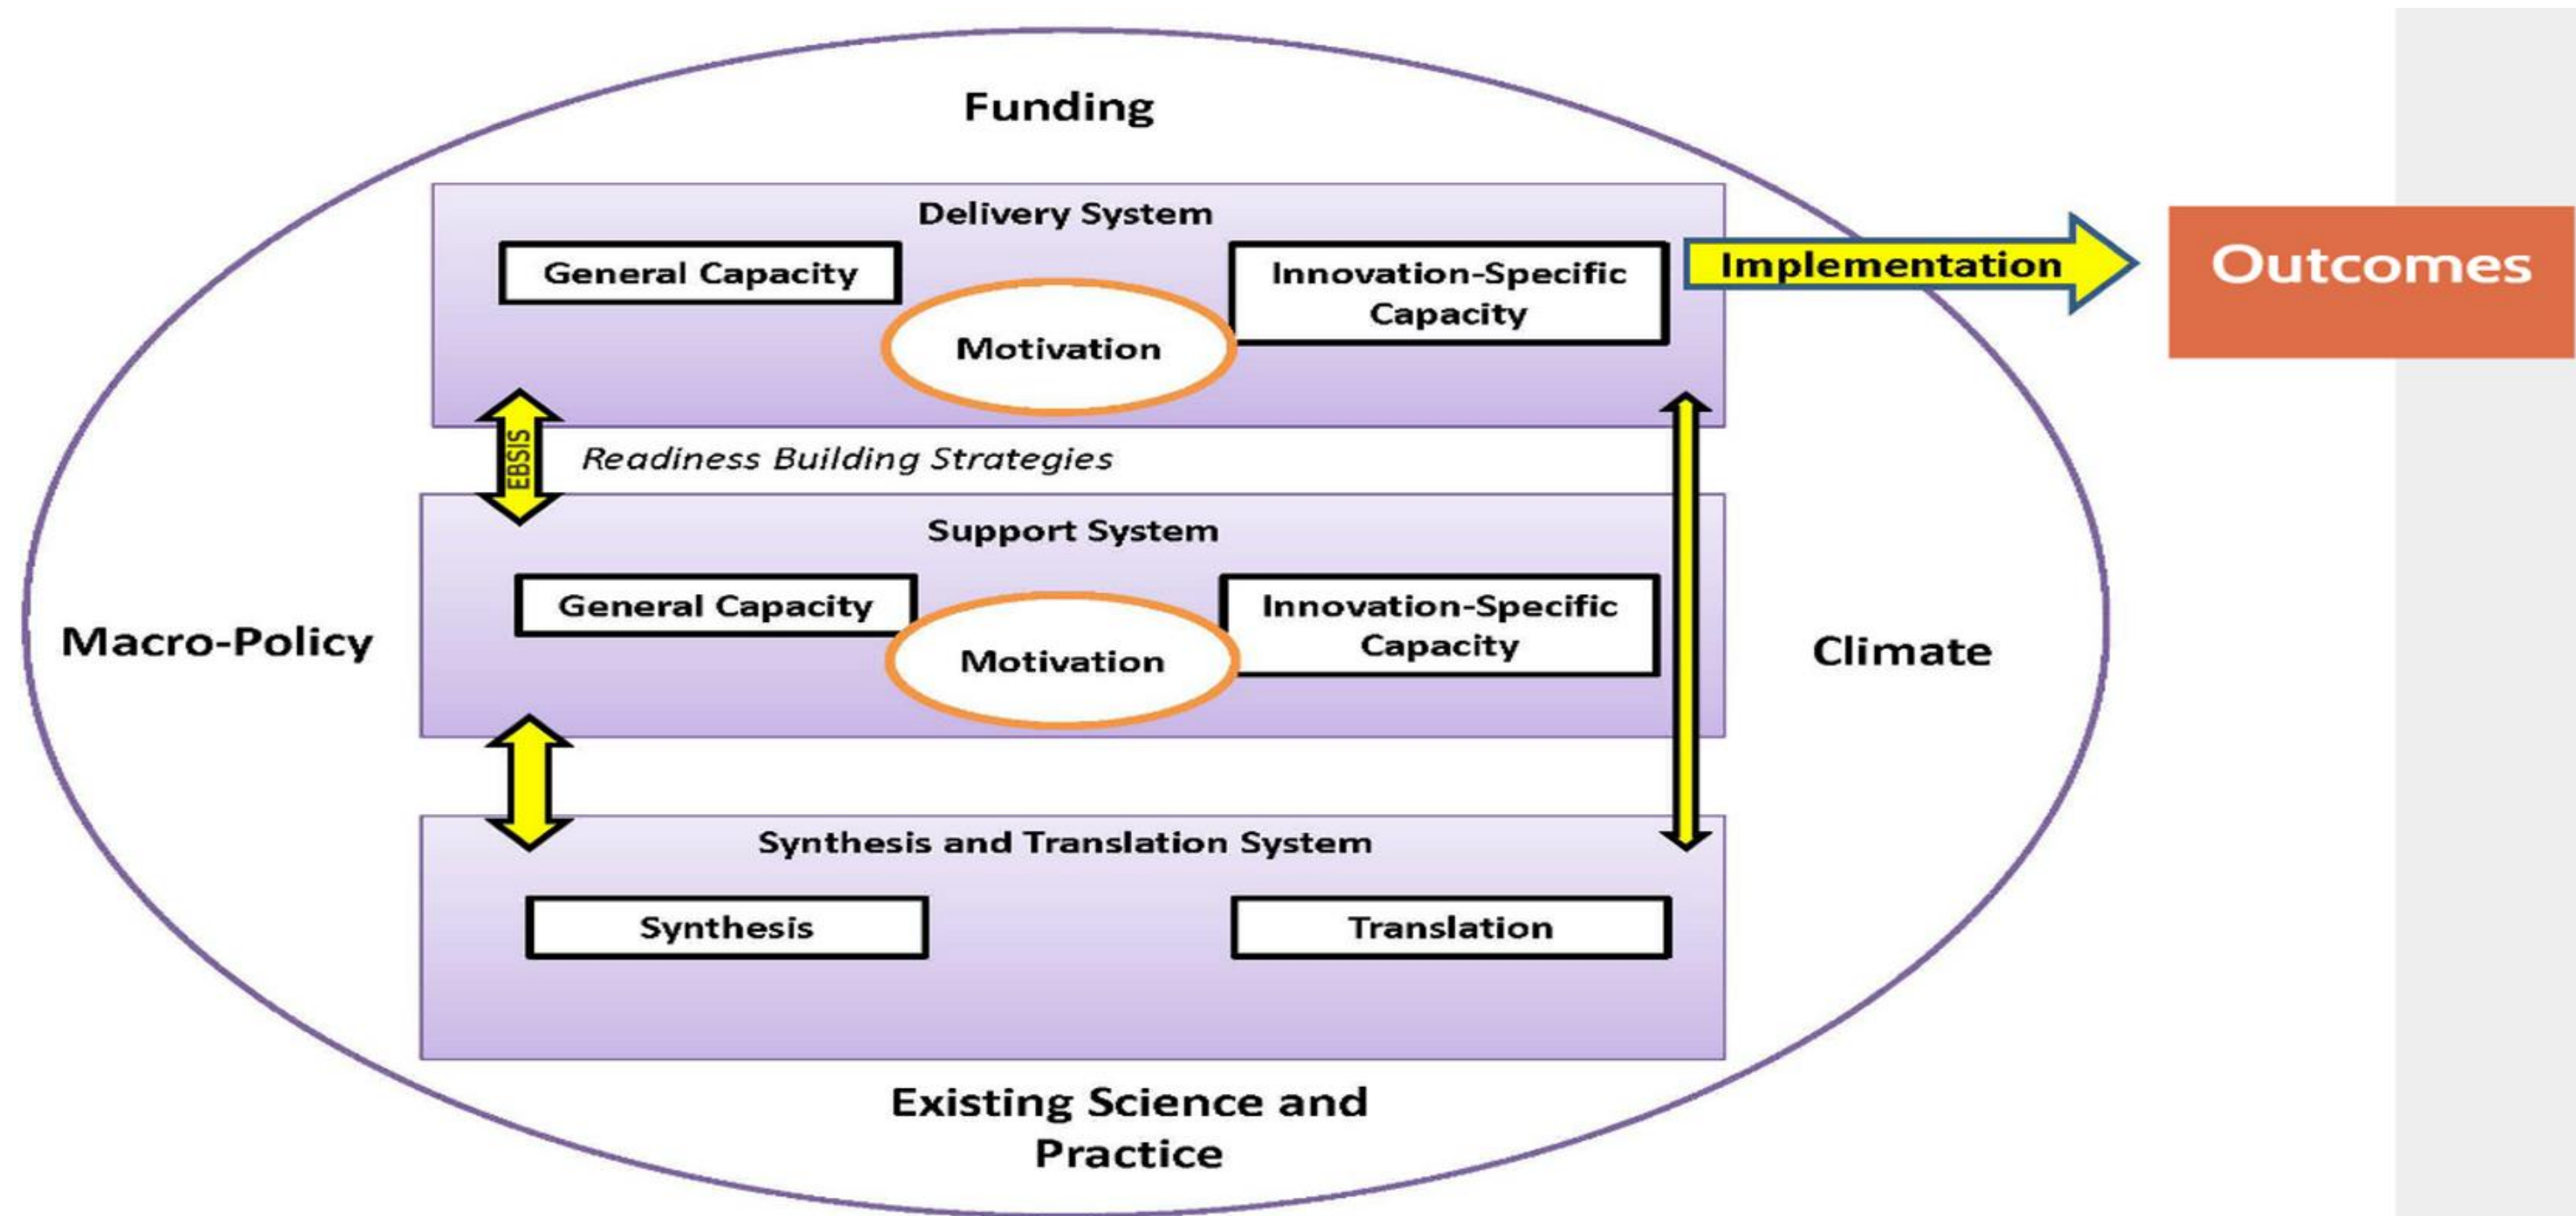 Funding
Delivery System
General Capacity
Innovation-Specific
Capacity
Motivation
Implementation
Outcomes
EBSIS
Readiness Building Strategies
Support System
General Capacity
Innovation-Specific
Capacity
Motivation
Macro-Policy
Climate
Synthesis and Translation System
Synthesis
Translation
Existing Science and
Practice